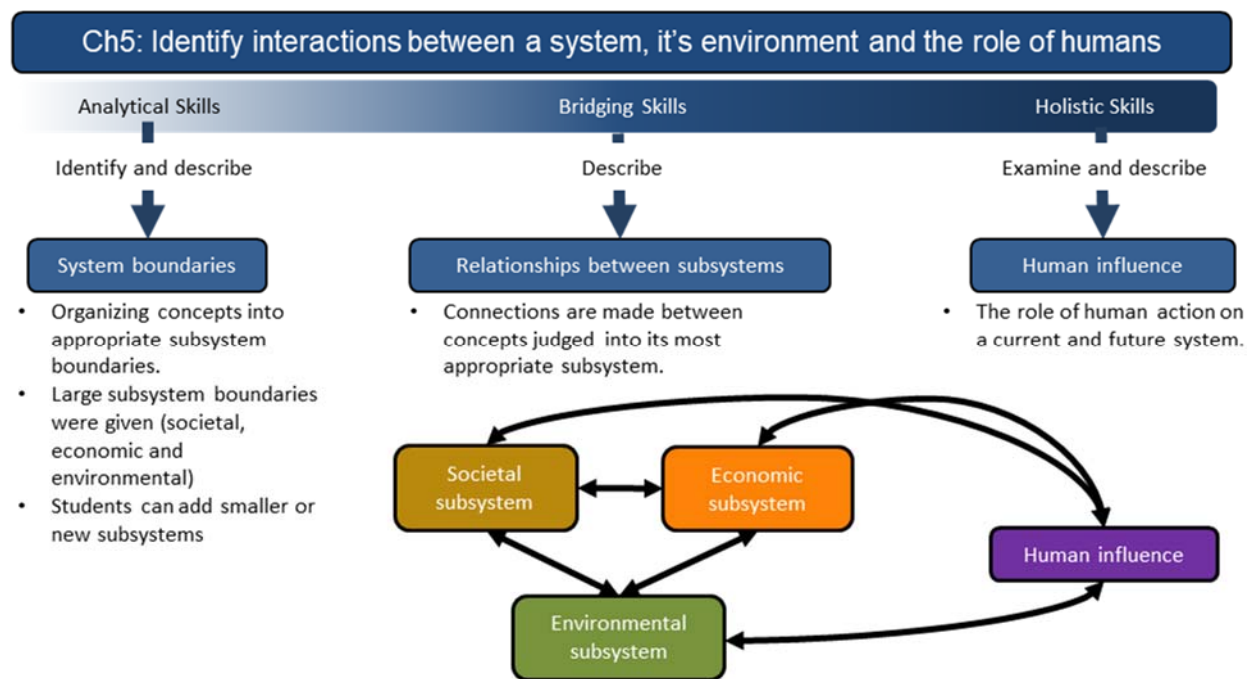 Ch5: Identify interactions between a system, it's environment and the role of humans
Analytical Skills
Bridging Skills
Holistic Skills
Identify and describe
Describe
Examine and describe
System boundaries
Relationships between subsystems
Human influence
• Organizing concepts into
appropriate subsystem
boundaries.
• Large subsystem boundaries
were given (societal,
economic and
environmental)
• Students can add smaller or
new subsystems
• Connections are made between
concepts judged into its most
appropriate subsystem.
• The role of human action on
a current and future system.
Societal
subsystem
Economic
subsystem
Human influence
Environmental
subsystem